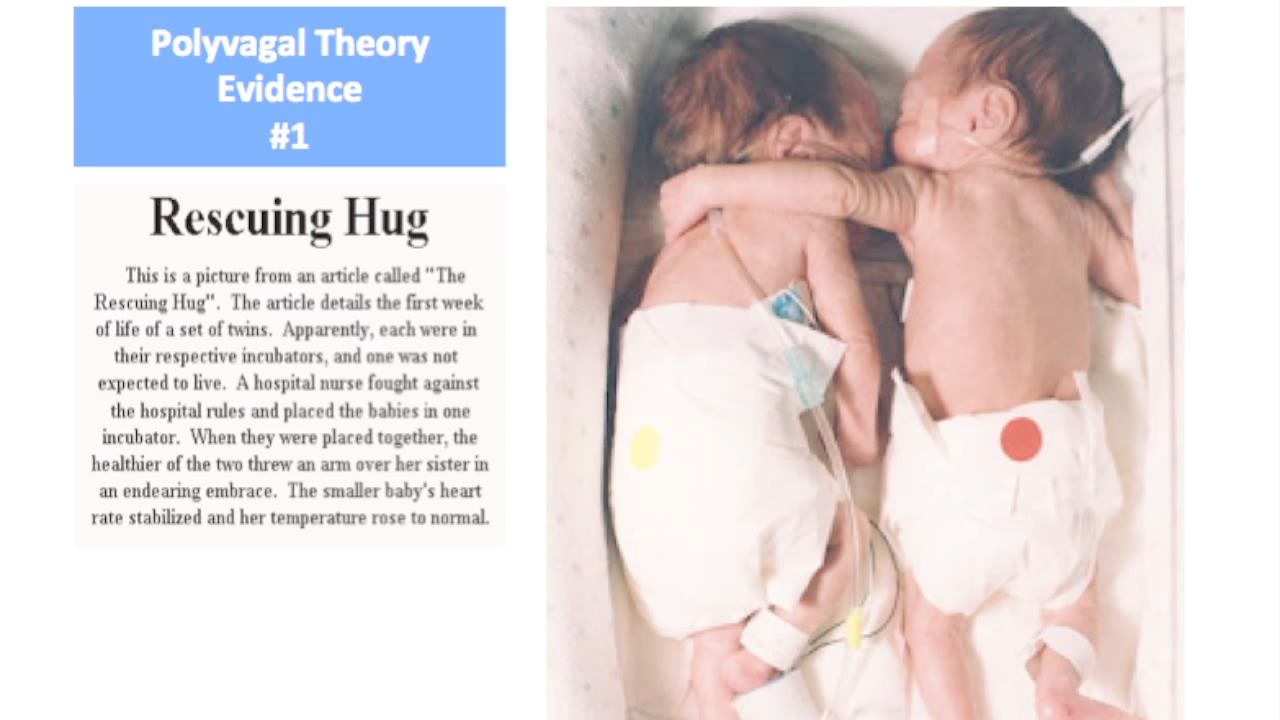 Polyvagal Theory
Evidence
#1
Rescuing Hug
This is a picture from an article called "The
Rescuing Hug". The article details the first week
of life of a set of twins. Apparently, each were in
their respective incubators, and one was not
expected to live. A hospital nurse fought against
the hospital rules and placed the babies in one
incubator. When they were placed together, the
healthier of the two threw an arm over her sister in
an endearing embrace. The smaller baby's heart
rate stabilized and her temperature rose to normal.